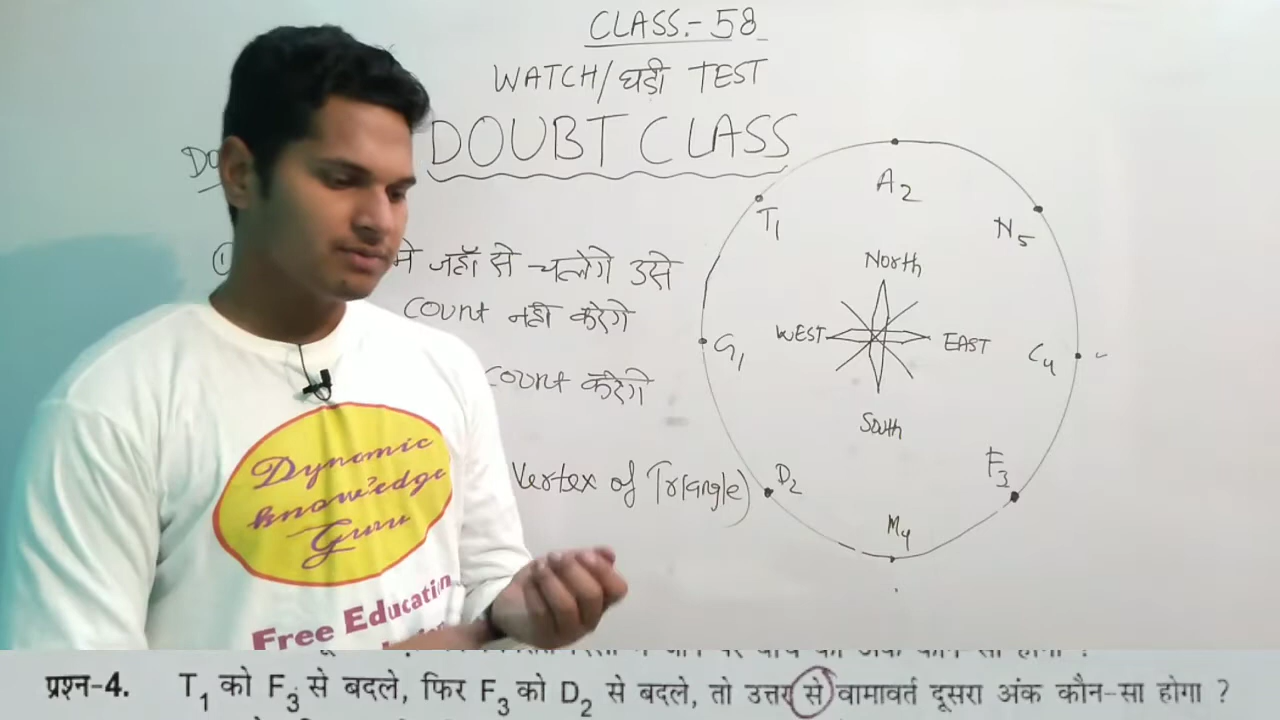 CLASS.- 58
WATCH/घड़ी TEST
DOUBT CLASS
①
जहाँ से चलेंगे उसे
count नहीं करेंगे
count करेंगे
Vertex of Triangle)
A2
T1
N5
North
WEST
EAST
G1
C4
South
D2
F3
M4
Dynamic
knowledge
Guru
Free Education
प्रश्न-4. T1 को F3 से बदले, फिर F3 को D2 से बदले, तो उत्तर से वामावर्त दूसरा अंक कौन-सा होगा ?